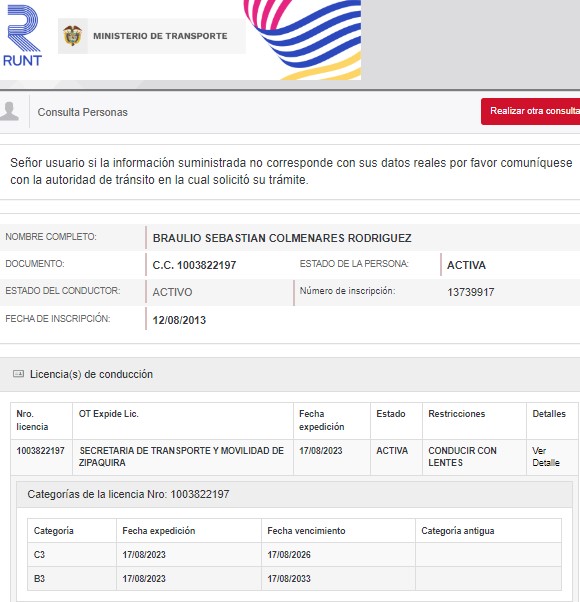 RUNT
MINISTERIO DE TRANSPORTE
Consulta Personas
Realizar otra consulta
Señor usuario si la información suministrada no corresponde con sus datos reales por favor comuníquese
con la autoridad de tránsito en la cual solicitó su trámite.
NOMBRE COMPLETO: BRAULIO SEBASTIAN COLMENARES RODRIGUEZ
DOCUMENTO: C.C. 1003822197 ESTADO DE LA PERSONA: ACTIVA
ESTADO DEL CONDUCTOR: ACTIVO Número de inscripción: 13739917
FECHA DE INSCRIPCIÓN: 12/08/2013
Licencia(s) de conducción
Nro. licencia OT Expide Lic. Fecha expedición Estado Restricciones Detalles
1003822197 SECRETARIA DE TRANSPORTE Y MOVILIDAD DE ZIPAQUIRA 17/08/2023 ACTIVA CONDUCIR CON LENTES Ver Detalle
Categorías de la licencia Nro: 1003822197
Categoría Fecha expedición Fecha vencimiento Categoría antigua
C3 17/08/2023 17/08/2026
B3 17/08/2023 17/08/2033